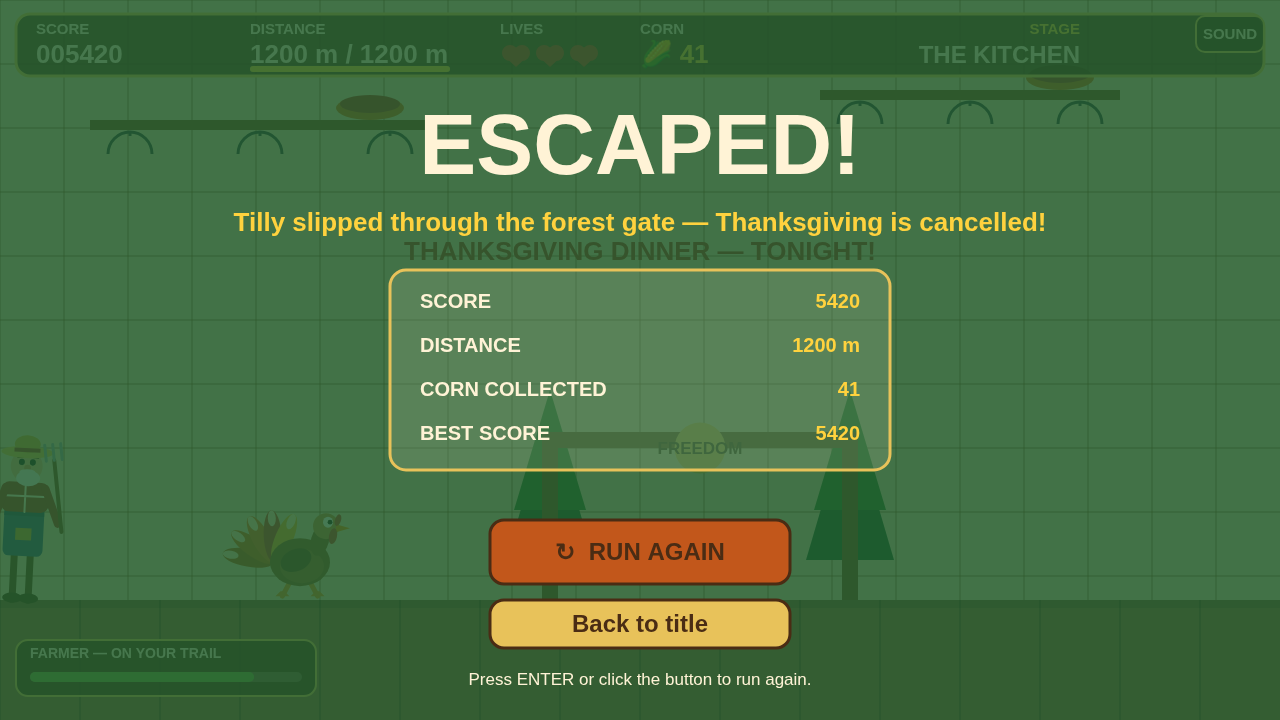 SCORE
DISTANCE
LIVES
CORN
STAGE
SOUND
005420
1200 m / 1200 m
41
THE KITCHEN
ESCAPED!
Tilly slipped through the forest gate — Thanksgiving is cancelled!
THANKSGIVING DINNER — TONIGHT!
SCORE 5420
DISTANCE 1200 m
CORN COLLECTED 41
BEST SCORE 5420
FREEDOM
↻ RUN AGAIN
Back to title
FARMER — ON YOUR TRAIL
Press ENTER or click the button to run again.